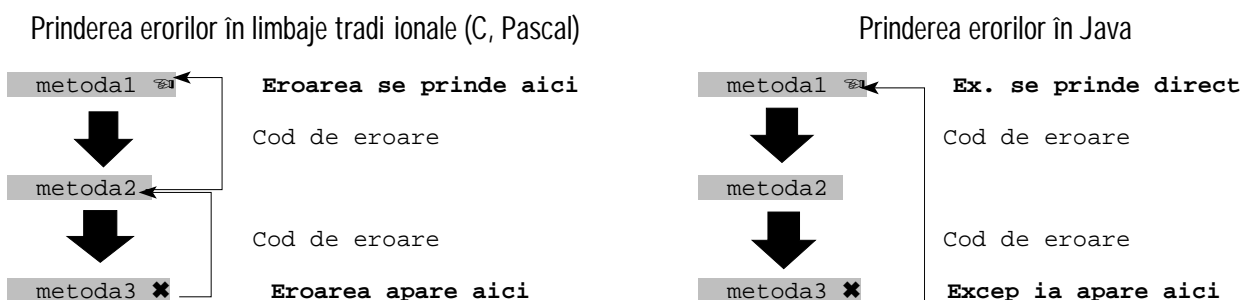 Prinderea erorilor în limbaje tradi ionale (C, Pascal)
metoda1 ☜ Eroarea se prinde aici
Cod de eroare
metoda2
Cod de eroare
metoda3 ✖ Eroarea apare aici
Prinderea erorilor în Java
metoda1 ☜ Ex. se prinde direct
Cod de eroare
metoda2
Cod de eroare
metoda3 ✖ Excep ia apare aici